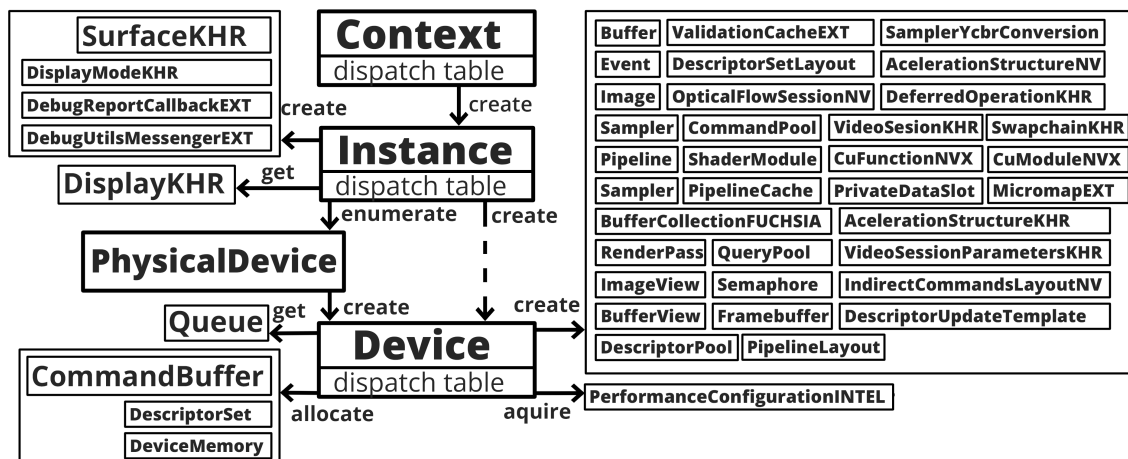 SurfaceKHR
DisplayModeKHR
DebugReportCallbackEXT
DebugUtilsMessengerEXT
create
Context
dispatch table
create
Instance
dispatch table
get
DisplayKHR
enumerate
create
PhysicalDevice
create
get
Queue
Device
dispatch table
create
CommandBuffer
DescriptorSet
DeviceMemory
allocate
aquire
Buffer ValidationCacheEXT SamplerYcbrConversion
Event DescriptorSetLayout AcelerationStructureNV
Image OpticalFlowSessionNV DeferredOperationKHR
Sampler CommandPool VideoSesionKHR SwapchainKHR
Pipeline ShaderModule CuFunctionNVX CuModuleNVX
Sampler PipelineCache PrivateDataSlot MicromapEXT
BufferCollectionFUCHSIA AcelerationStructureKHR
RenderPass QueryPool VideoSessionParametersKHR
ImageView Semaphore IndirectCommandsLayoutNV
BufferView Framebuffer DescriptorUpdateTemplate
DescriptorPool PipelineLayout
PerformanceConfigurationINTEL